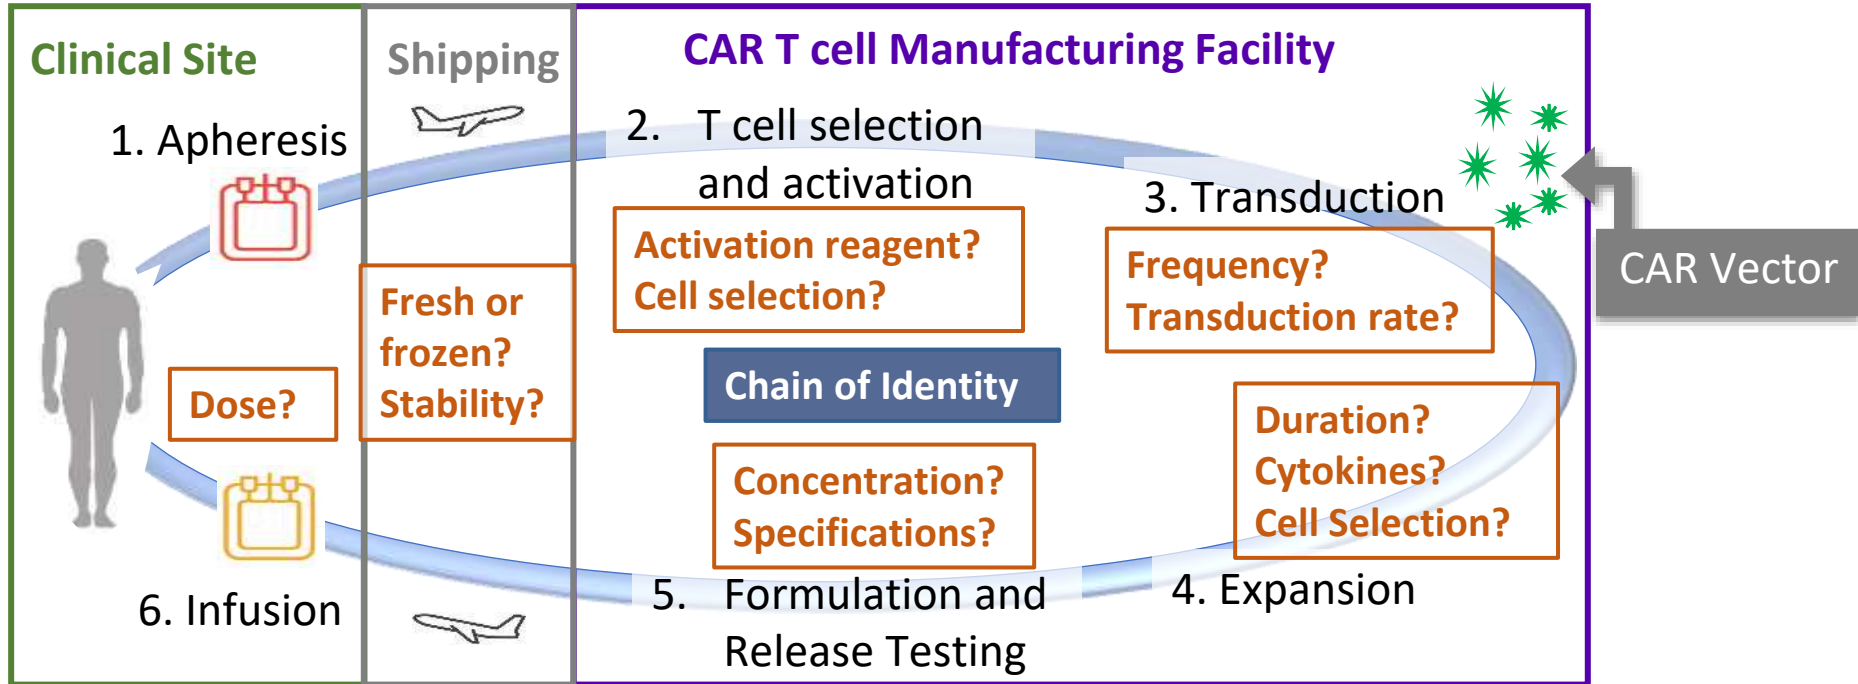 Clinical Site
Shipping
CAR T cell Manufacturing Facility
1. Apheresis
2. T cell selection
and activation
Activation reagent?
Cell selection?
3. Transduction
Frequency?
Transduction rate?
CAR Vector
Fresh or
frozen?
Stability?
Dose?
Chain of Identity
Duration?
Cytokines?
Cell Selection?
Concentration?
Specifications?
4. Expansion
5. Formulation and
Release Testing
6. Infusion